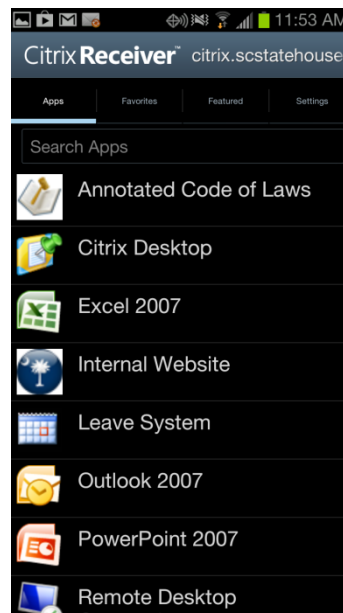 11:53 AM
Citrix Receiver™ citrix.scstatehouse
Apps Favorites Featured Settings
Search Apps
Annotated Code of Laws
Citrix Desktop
Excel 2007
Internal Website
Leave System
Outlook 2007
PowerPoint 2007
Remote Desktop